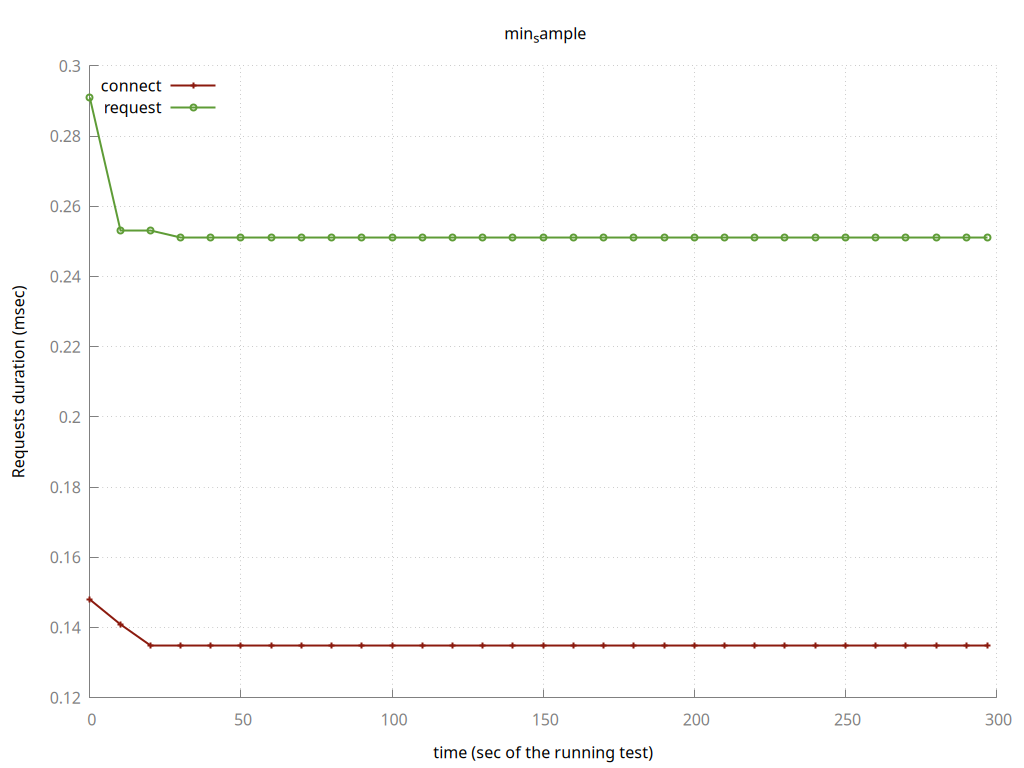 min_sample
0.3
connect
request
0.28
0.26
0.24
0.22
0.2
0.18
0.16
0.14
0.12
Requests duration (msec)
0 50 100 150 200 250 300
time (sec of the running test)